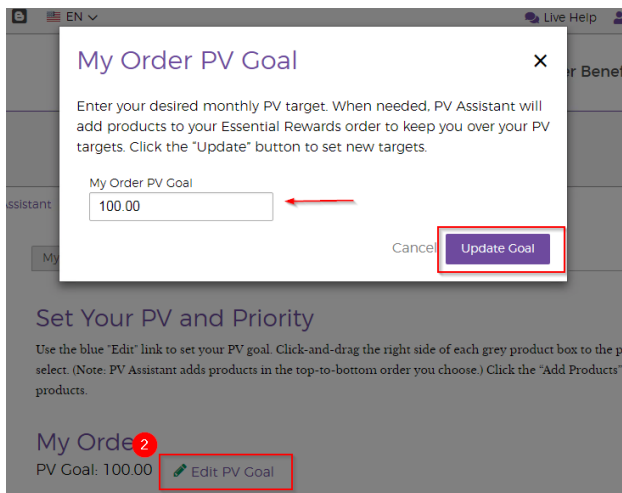 EN
Live Help
My Order PV Goal
Enter your desired monthly PV target. When needed, PV Assistant will
add products to your Essential Rewards order to keep you over your PV
targets. Click the "Update" button to set new targets.
My Order PV Goal
100.00
Cancel
Update Goal
My
Set Your PV and Priority
Use the blue "Edit" link to set your PV goal. Click-and-drag the right side of each grey product box to the p
select. (Note: PV Assistant adds products in the top-to-bottom order you choose.) Click the "Add Products"
products.
My Orde
2
PV Goal: 100.00
Edit PV Goal